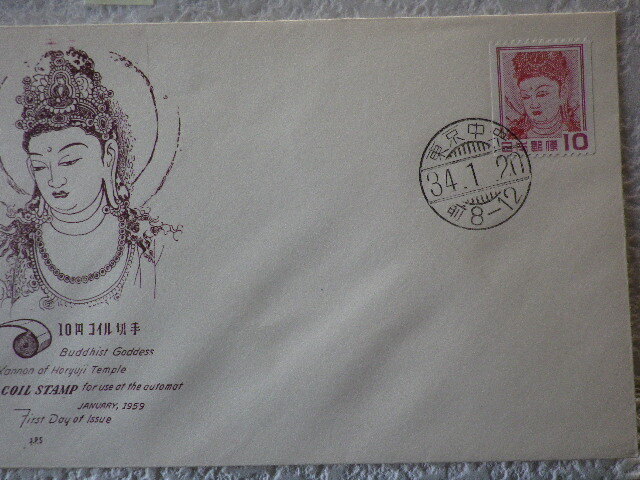 日本郵便 10
東京中央
34.1.20
前8-12
10円コイル切手
Buddhist Goddess
Kannon of Horyuji Temple
COIL STAMP for use at the automat
JANUARY, 1959
First Day of Issue
J.P.S